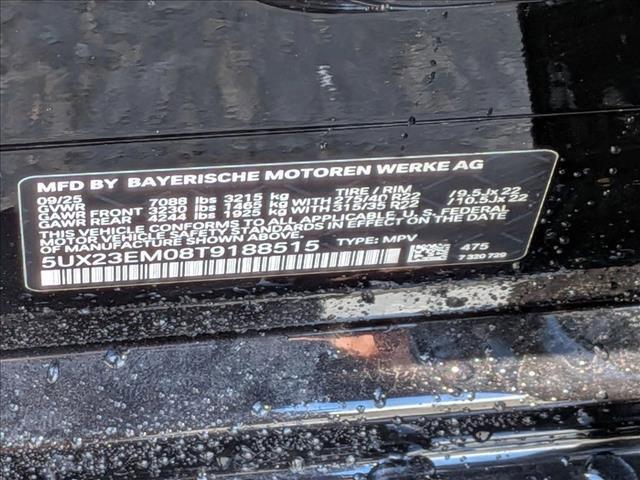 MFD BY BAYERISCHE MOTOREN WERKE AG
09/25 TIRE / RIM
GVWR 7088 lbs 3215 kg
GAWR FRONT lbs kg WITH 275/40 R22 /9.5Jx22
GAWR REAR 4244 lbs 1925 kg WITH 315/35 R22 /10.5Jx22
THIS VEHICLE CONFORMS TO ALL APPLICABLE U.S. FEDERAL
MOTOR VEHICLE SAFETY STANDARDS IN EFFECT ON THE DATE
OF MANUFACTURE SHOWN ABOVE.
5UX23EM08T9188515 TYPE: MPV
475
7 320 729